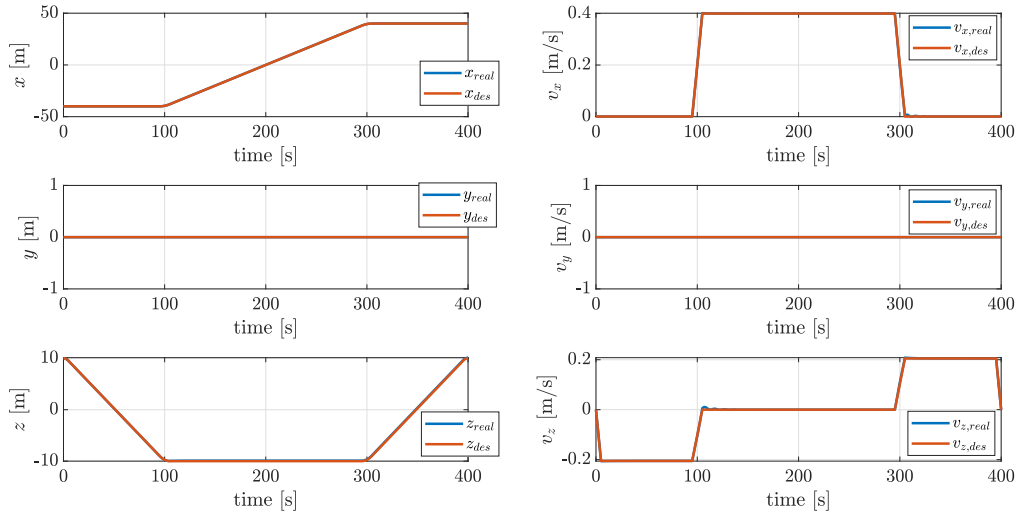 50
0
-50
x [m]
0 100 200 300 400
time [s]
x_real
x_des
0.4
0.2
0
v_x [m/s]
0 100 200 300 400
time [s]
v_x,real
v_x,des
1
0
-1
y [m]
0 100 200 300 400
time [s]
y_real
y_des
1
0
-1
v_y [m/s]
0 100 200 300 400
time [s]
v_y,real
v_y,des
10
0
-10
z [m]
0 100 200 300 400
time [s]
z_real
z_des
0.2
0
-0.2
v_z [m/s]
0 100 200 300 400
time [s]
v_z,real
v_z,des